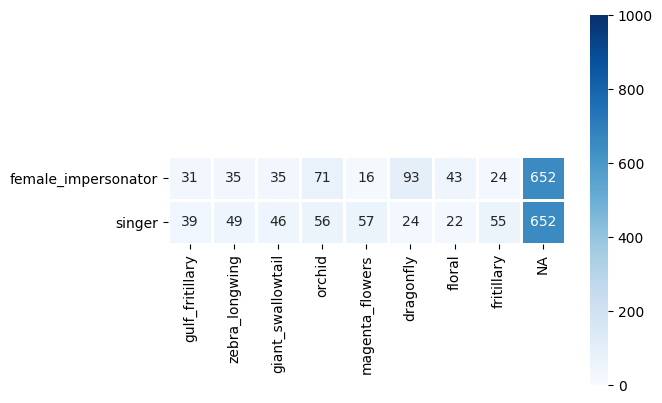 1000
800
600
400
200
0
female_impersonator 31 35 35 71 16 93 43 24 652
singer 39 49 46 56 57 24 22 55 652
gulf_fritillary
zebra_longwing
giant_swallowtail
orchid
magenta_flowers
dragonfly
floral
fritillary
NA